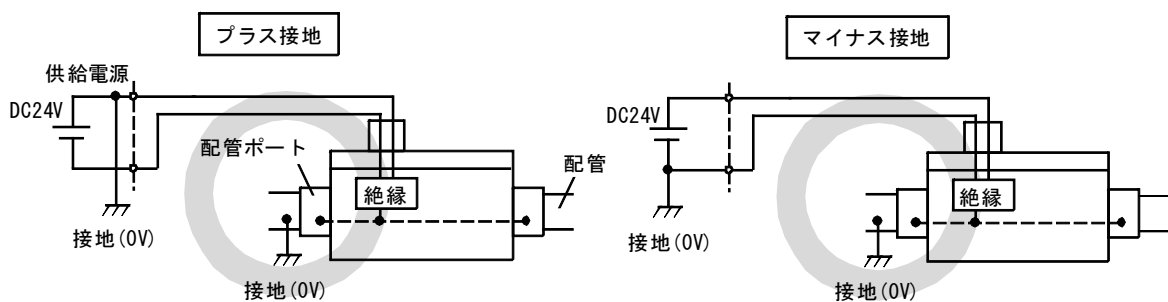 プラス接地
供給電源
DC24V
配管ポート
配管
絶縁
接地(0V)
接地(0V)
マイナス接地
DC24V
絶縁
接地(0V)
接地(0V)